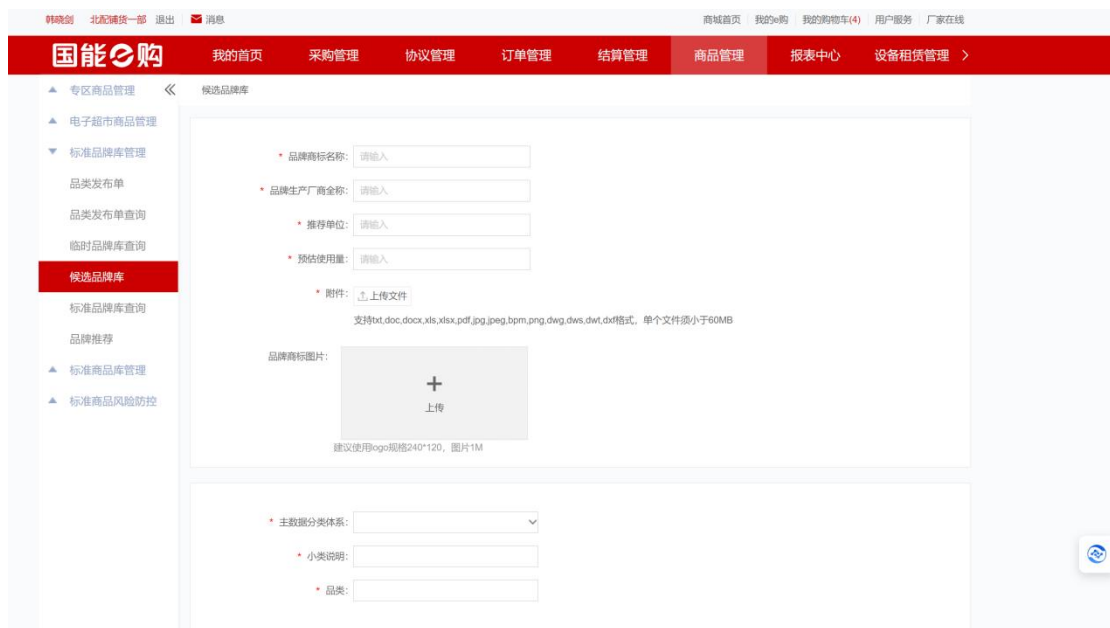 韩晓剑 北配铺货一部 退出 消息 商城首页 我的e购 我的购物车(4) 用户服务 厂家在线
国能e购 我的首页 采购管理 协议管理 订单管理 结算管理 商品管理 报表中心 设备租赁管理
专区商品管理
候选品牌库
电子超市商品管理
标准品牌库管理
品类发布单
品类发布单查询
临时品牌库查询
候选品牌库
标准品牌库查询
品牌推荐
标准商品库管理
标准商品风险防控
* 品牌商标名称: 请输入
* 品牌生产厂商全称: 请输入
* 推荐单位: 请输入
* 预估使用量: 请输入
* 附件: 上传文件
支持txt,doc,docx,xls,xlsx,pdf,jpg,jpeg,bpm,png,dwg,dws,dwt,dxf格式，单个文件须小于60MB
品牌商标图片:
上传
建议使用logo规格240*120，图片1M
* 主数据分类体系:
* 小类说明:
* 品类: